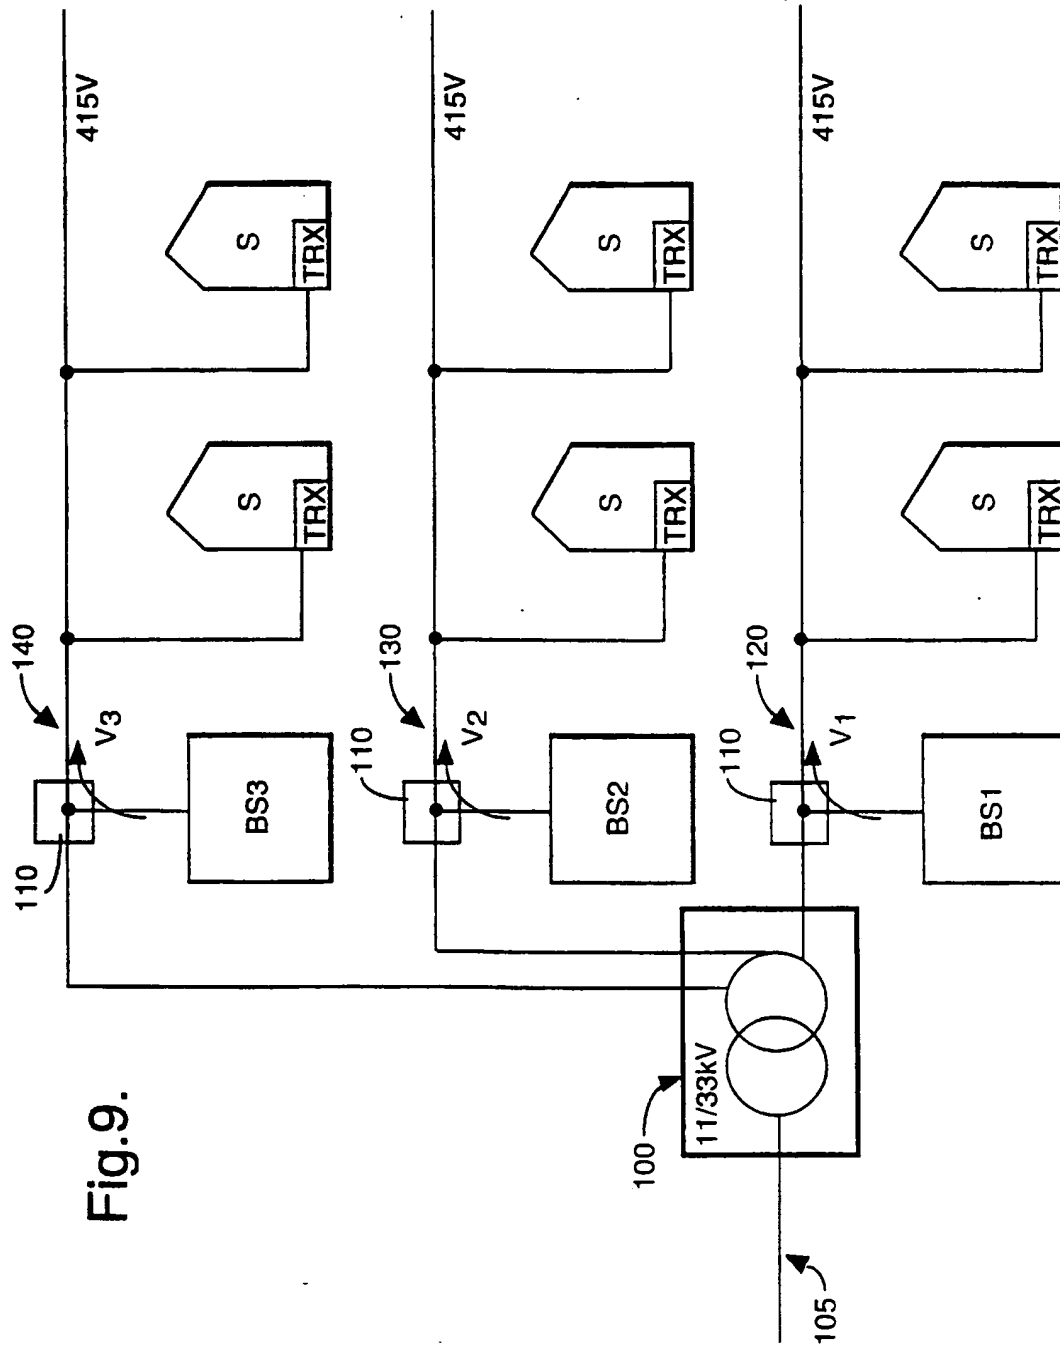 Fig.9.
110
140
V3
415V
BS3
S
TRX
S
TRX
110
130
V2
415V
BS2
S
TRX
S
TRX
100
11/33kV
110
120
V1
415V
105
BS1
S
TRX
S
TRX